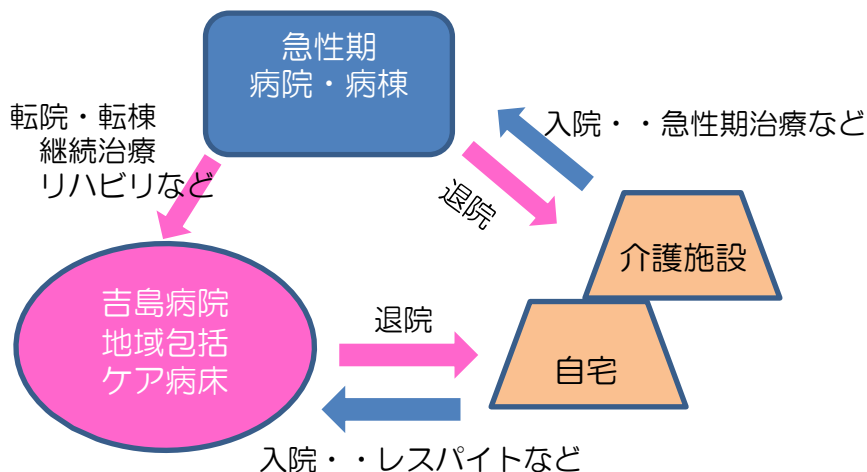 急性期
病院・病棟
転院・転棟
継続治療
リハビリなど
入院・・急性期治療など
退院
介護施設
吉島病院
地域包括
ケア病床
退院
自宅
入院・・レスパイトなど